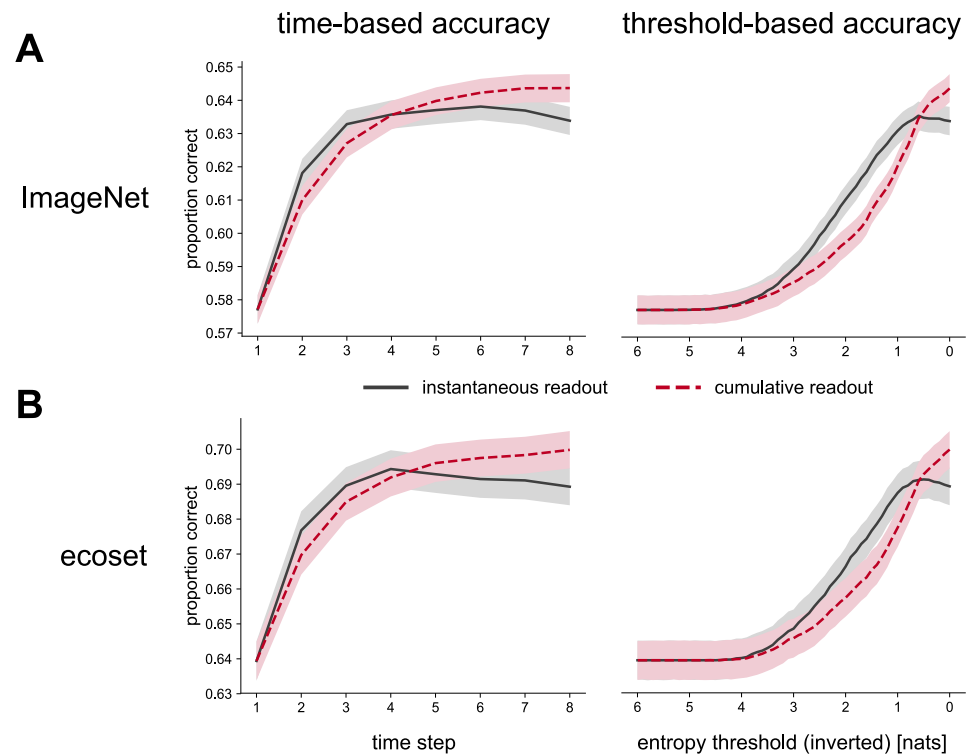 time-based accuracy
threshold-based accuracy
A
ImageNet
proportion correct
0.65
0.64
0.63
0.62
0.61
0.60
0.59
0.58
0.57
1 2 3 4 5 6 7 8
6 5 4 3 2 1 0
instantaneous readout
cumulative readout
B
ecoset
proportion correct
0.70
0.69
0.68
0.67
0.66
0.65
0.64
0.63
1 2 3 4 5 6 7 8
6 5 4 3 2 1 0
time step
entropy threshold (inverted) [nats]